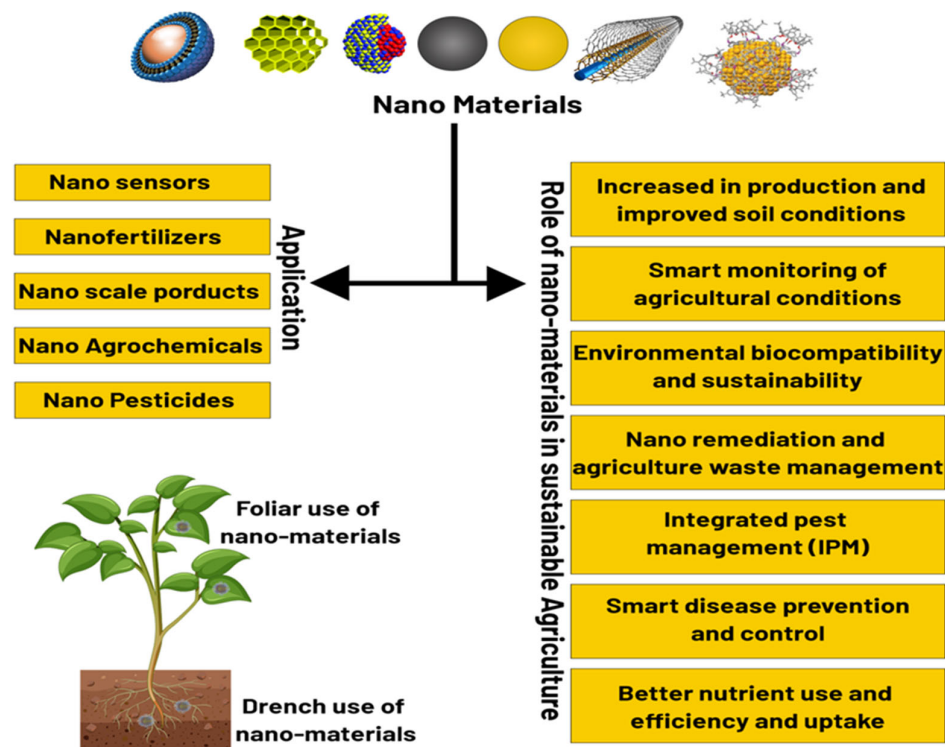 Nano Materials
Nano sensors
Nanofertilizers
Nano scale porducts
Nano Agrochemicals
Nano Pesticides
Application
Role of nano-materials in sustainable Agriculture
Increased in production and
improved soil conditions
Smart monitoring of
agricultural conditions
Environmental biocompatibility
and sustainability
Nano remediation and
agriculture waste management
Integrated pest
management (IPM)
Smart disease prevention
and control
Better nutrient use and
efficiency and uptake
Foliar use of
nano-materials
Drench use of
nano-materials